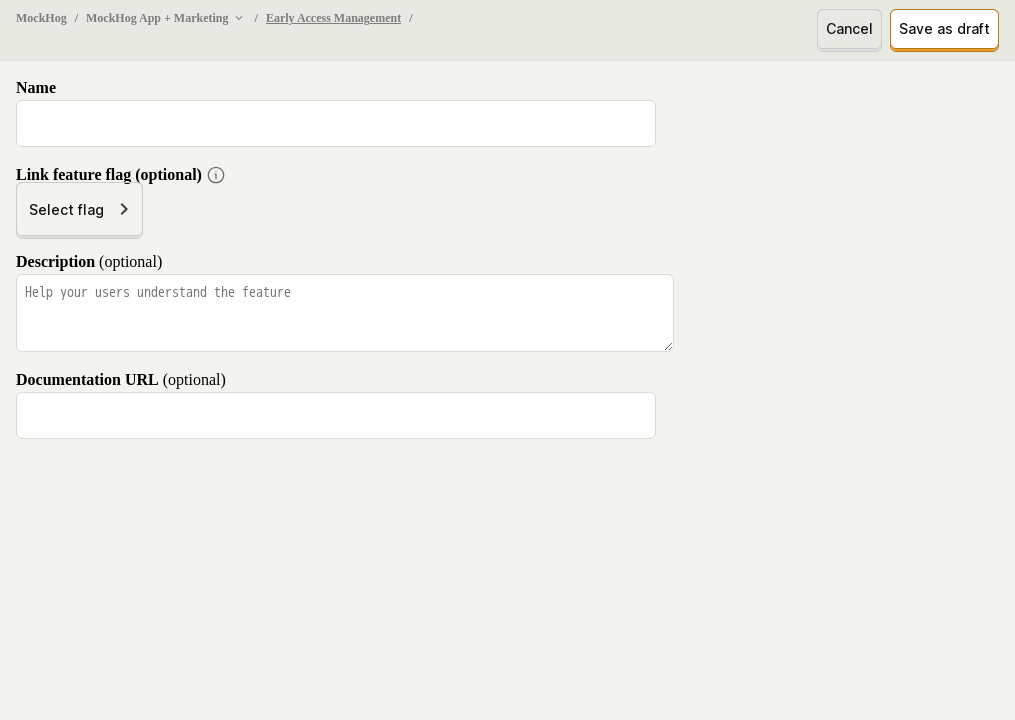 MockHog / MockHog App + Marketing / Early Access Management /
Cancel
Save as draft
Name
Link feature flag (optional)
Select flag
Description (optional)
Help your users understand the feature
Documentation URL (optional)